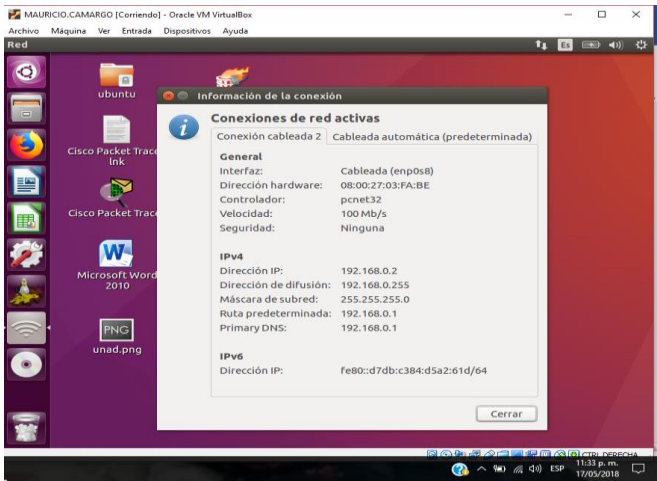 MAURICIO.CAMARGO [Corriendo] - Oracle VM VirtualBox
Archivo Máquina Ver Entrada Dispositivos Ayuda
Red
Es
ubuntu
Cisco Packet Trace
lnk
Cisco Packet Trace
W
Microsoft Word
2010
PNG
unad.png
Información de la conexión
i
Conexiones de red activas
Conexión cableada 2 Cableada automática (predeterminada)
General
Interfaz: Cableada (enp0s8)
Dirección hardware: 08:00:27:03:FA:BE
Controlador: pcnet32
Velocidad: 100 Mb/s
Seguridad: Ninguna
IPv4
Dirección IP: 192.168.0.2
Dirección de difusión: 192.168.0.255
Máscara de subred: 255.255.255.0
Ruta predeterminada: 192.168.0.1
Primary DNS: 192.168.0.1
IPv6
Dirección IP: fe80::d7db:c384:d5a2:61d/64
Cerrar
CTRL DERECHA
ESP
11:33 p. m.
17/05/2018